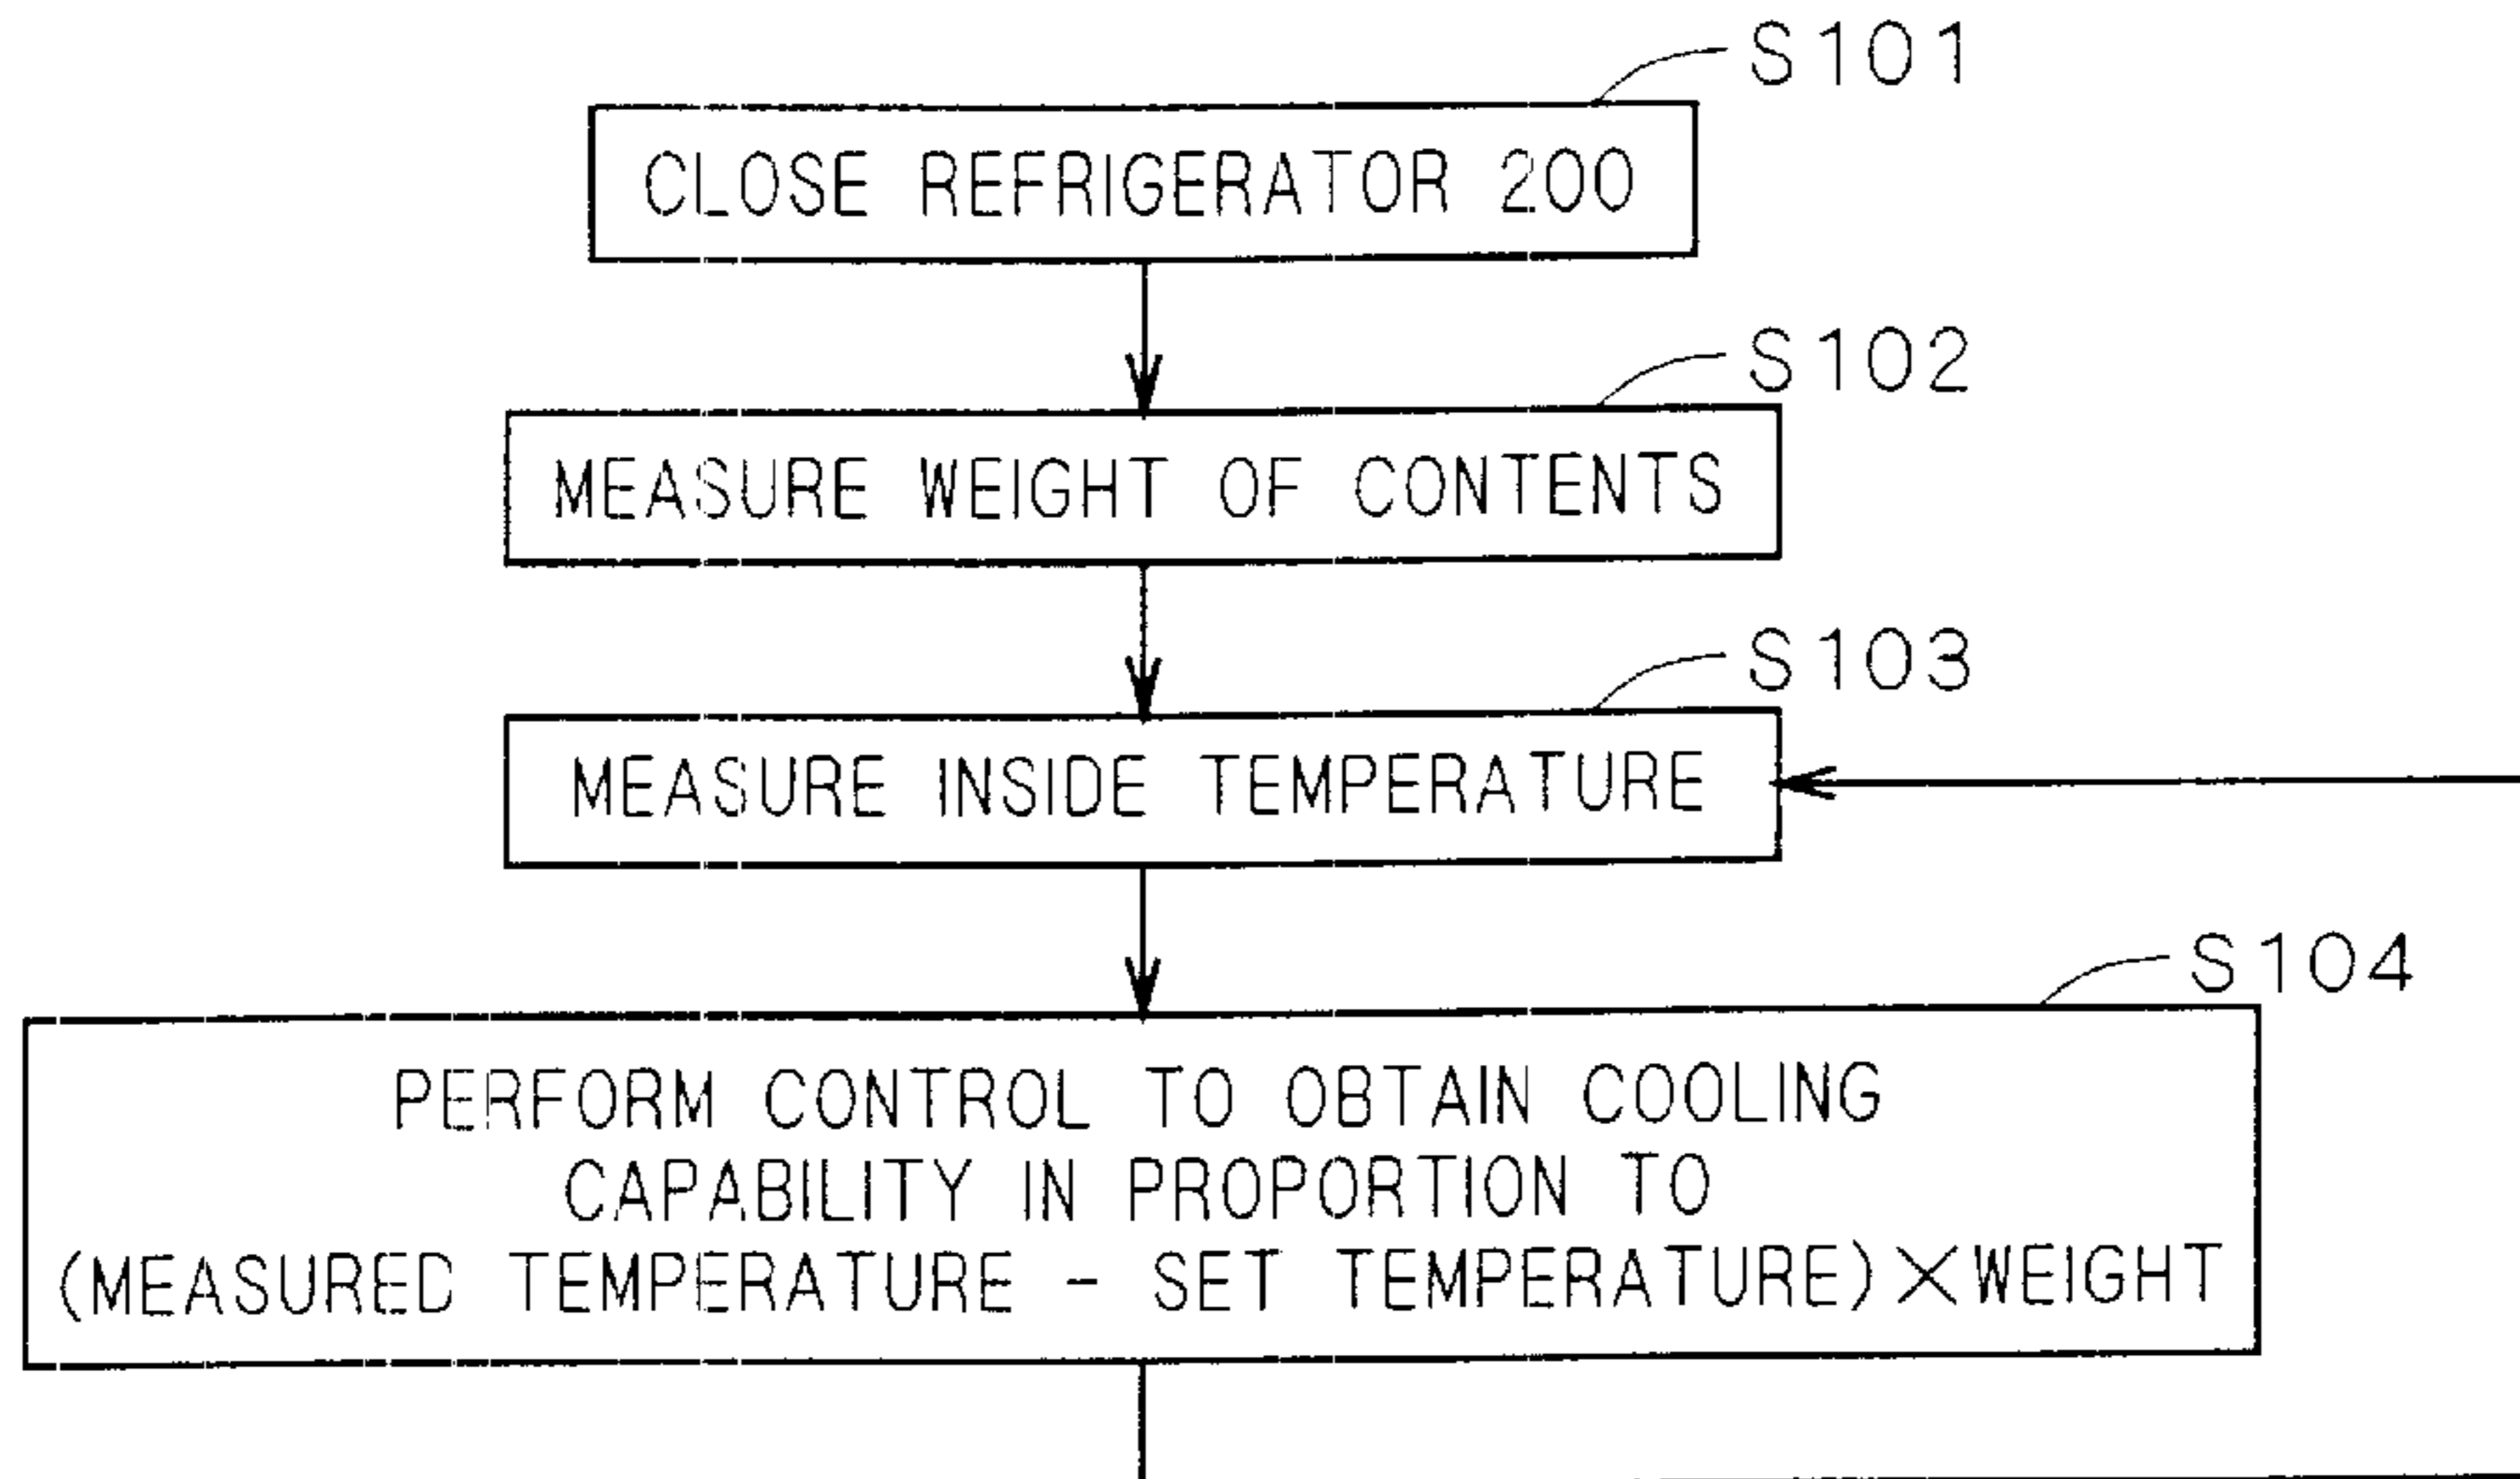 S101
CLOSE REFRIGERATOR 200
S102
MEASURE WEIGHT OF CONTENTS
S103
MEASURE INSIDE TEMPERATURE
S104
PERFORM CONTROL TO OBTAIN COOLING
CAPABILITY IN PROPORTION TO
(MEASURED TEMPERATURE - SET TEMPERATURE)×WEIGHT